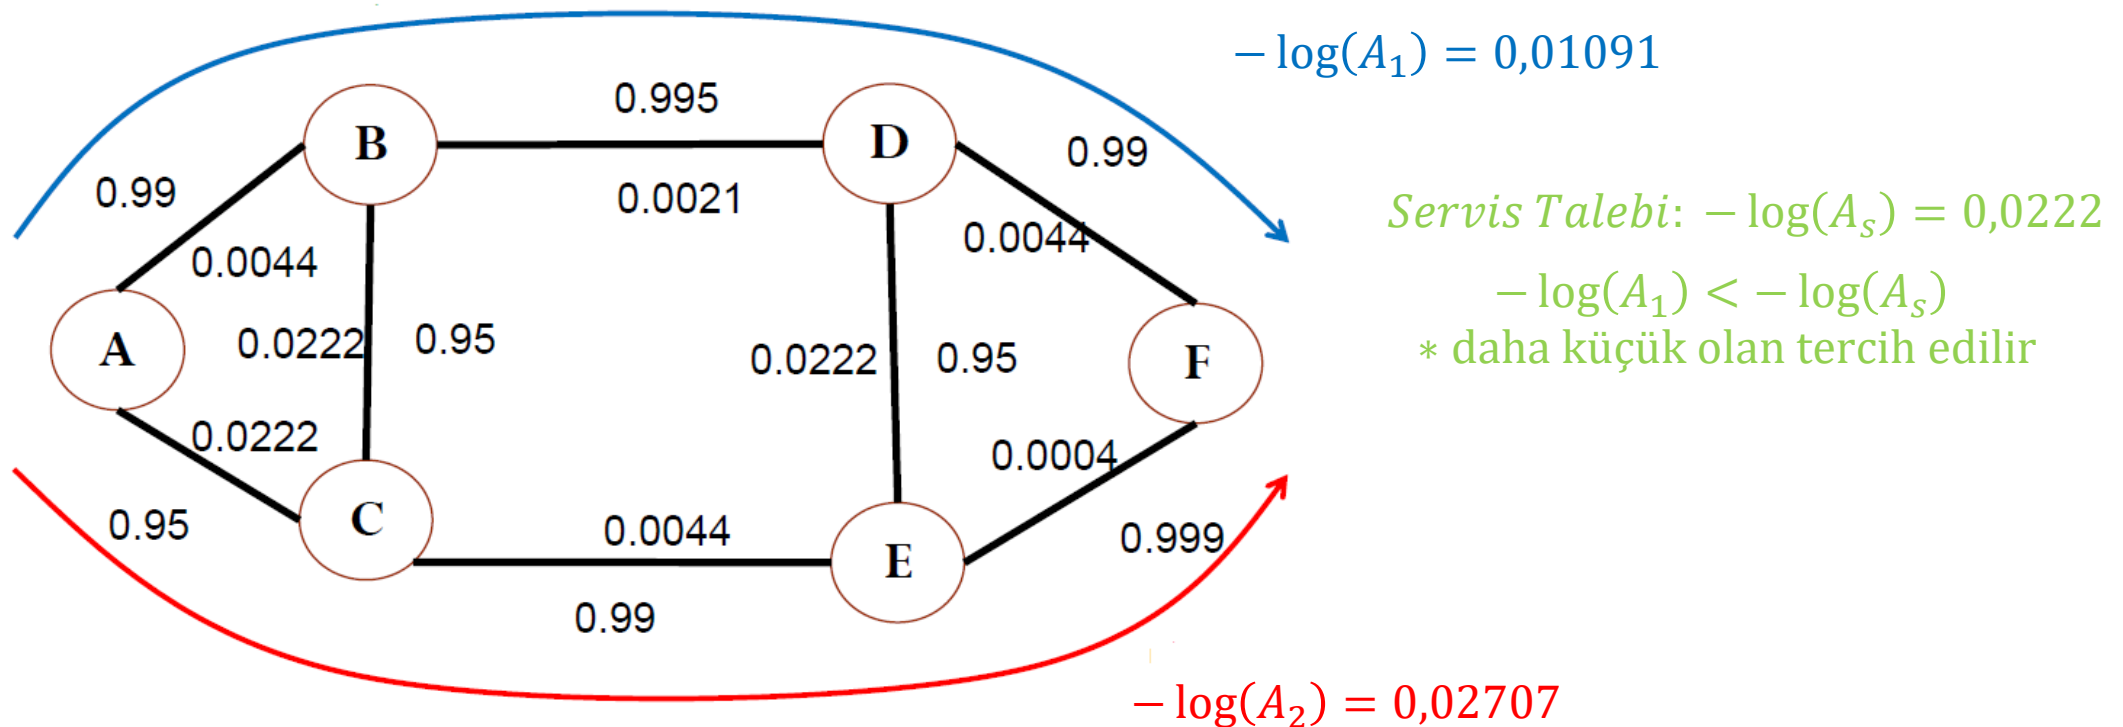 − log(A₁) = 0,01091
0.995
B
D
0.99
0.99
0.0021
Servis Talebi: − log(Aₛ) = 0,0222
0.0044
0.0044
− log(A₁) < − log(Aₛ)
A
0.0222
0.95
0.0222
0.95
F
∗ daha küçük olan tercih edilir
0.0222
0.0004
0.95
C
0.0044
E
0.999
0.99
− log(A₂) = 0,02707